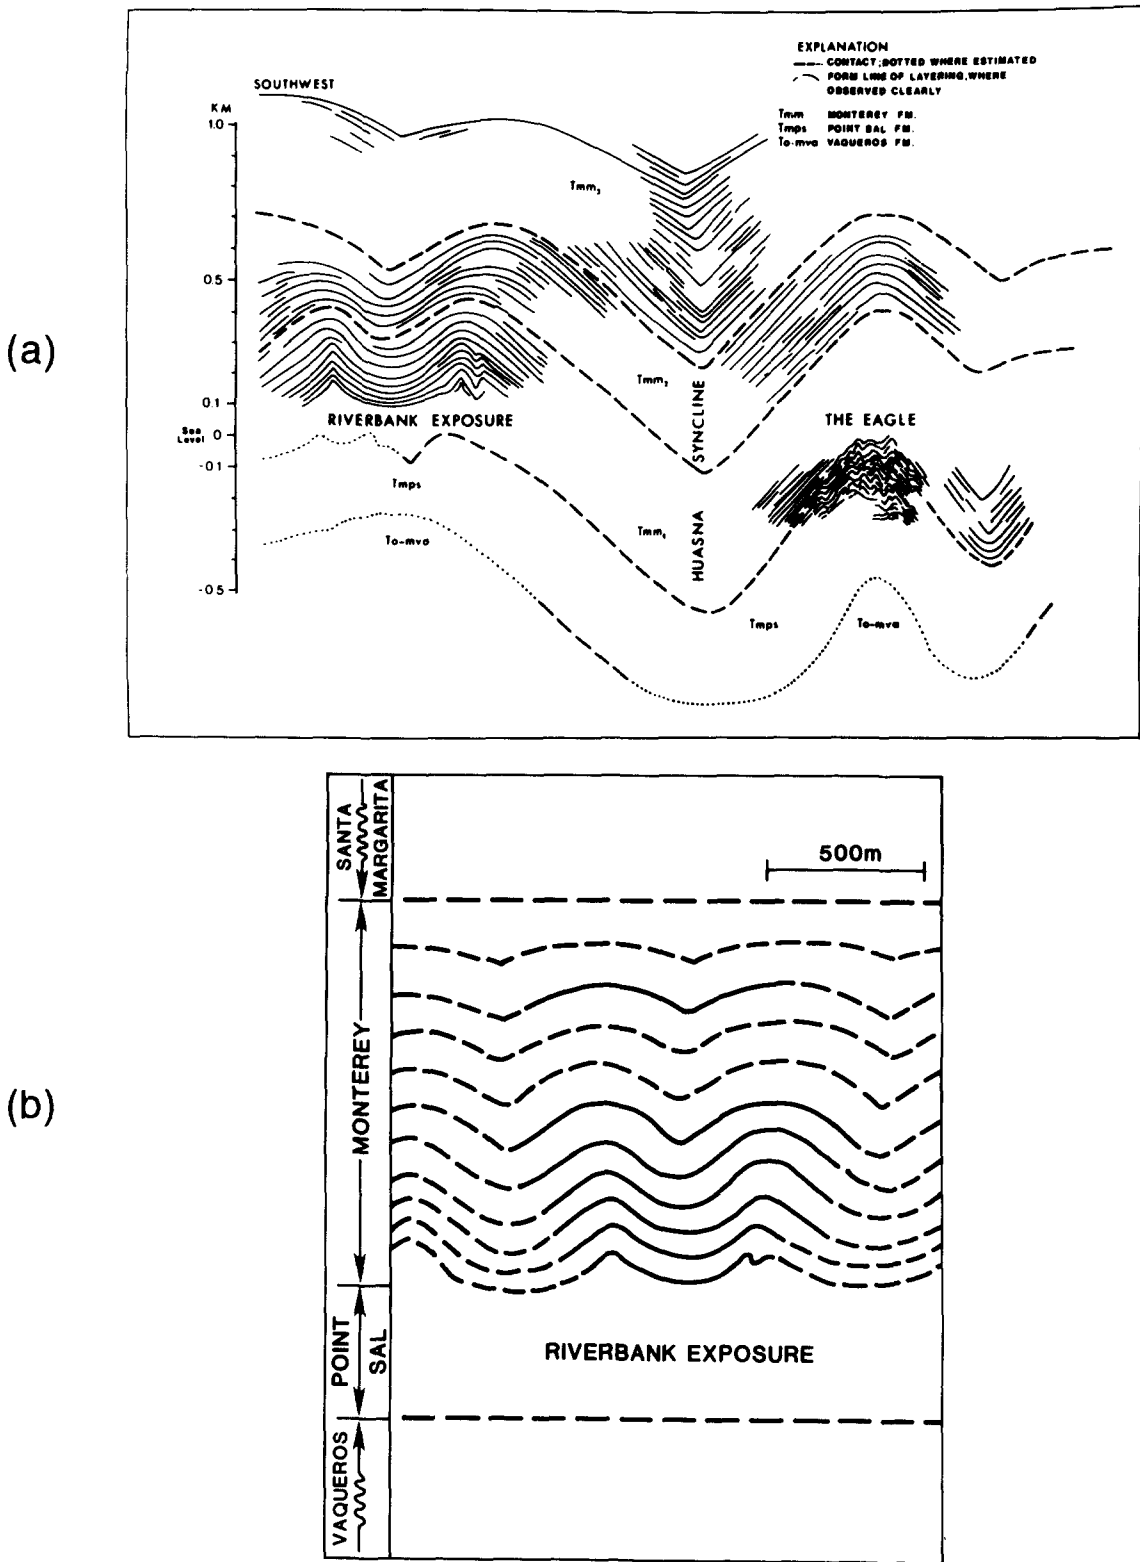 (a)
EXPLANATION
CONTACT; DOTTED WHERE ESTIMATED
FORM LINE OF LAYERING, WHERE
OBSERVED CLEARLY
Tmm MONTEREY FM.
Tmps POINT SAL FM.
To-mva VAQUEROS FM.
SOUTHWEST
KM
1.0
0.5
0.1
Sea
Level
0
-0.1
-0.5
Tmm3
Tmm2
Tmm1
RIVERBANK EXPOSURE
HUASNA SYNCLINE
THE EAGLE
Tmps
To-mva
Tmps
To-mva
(b)
SANTA
MARGARITA
500m
MONTEREY
POINT
SAL
RIVERBANK EXPOSURE
VAQUEROS